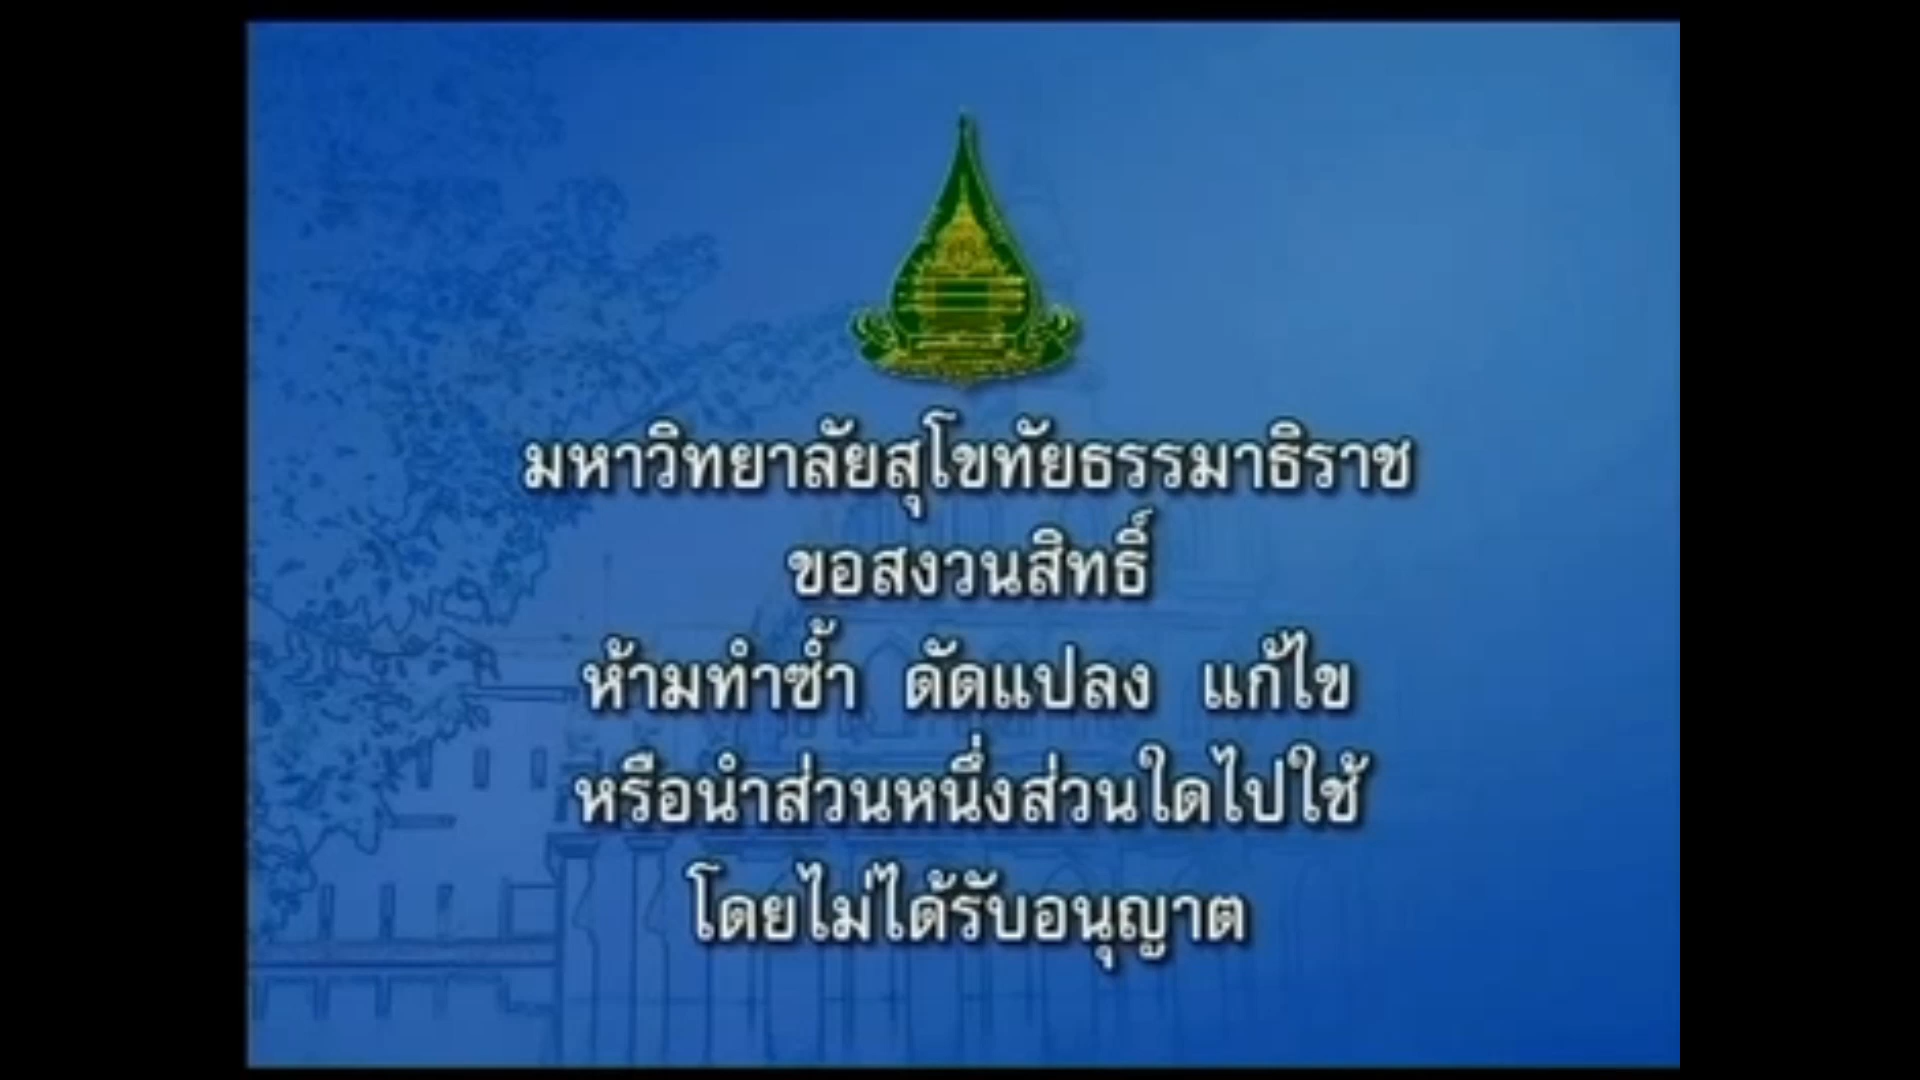 มหาวิทยาลัยสุโขทัยธรรมาธิราช
ขอสงวนสิทธิ์
ห้ามทำซ้ำ ดัดแปลง แก้ไข
หรือนำส่วนหนึ่งส่วนใดไปใช้
โดยไม่ได้รับอนุญาต